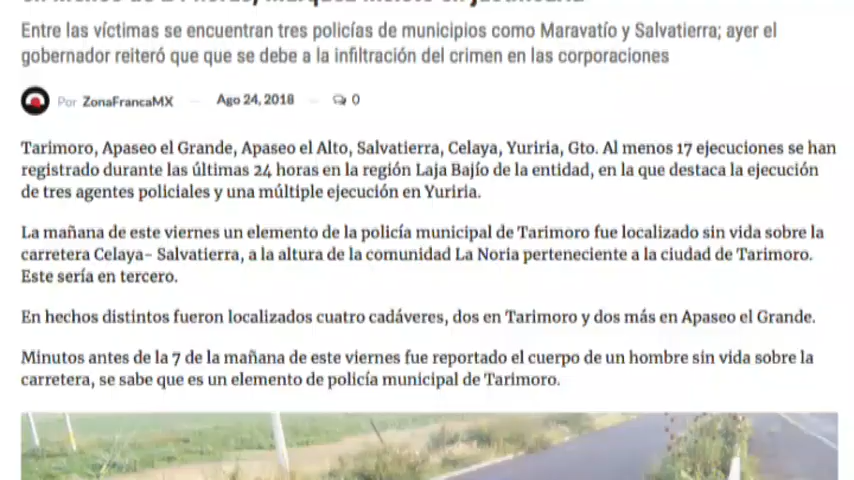 Entre las víctimas se encuentran tres policías de municipios como Maravatío y Salvatierra; ayer el
gobernador reiteró que que se debe a la infiltración del crimen en las corporaciones
Por ZonaFrancaMX — Ago 24, 2018 — 0
Tarimoro, Apaseo el Grande, Apaseo el Alto, Salvatierra, Celaya, Yuriria, Gto. Al menos 17 ejecuciones se han
registrado durante las últimas 24 horas en la región Laja Bajío de la entidad, en la que destaca la ejecución
de tres agentes policiales y una múltiple ejecución en Yuriria.
La mañana de este viernes un elemento de la policía municipal de Tarimoro fue localizado sin vida sobre la
carretera Celaya- Salvatierra, a la altura de la comunidad La Noria perteneciente a la ciudad de Tarimoro.
Este sería en tercero.
En hechos distintos fueron localizados cuatro cadáveres, dos en Tarimoro y dos más en Apaseo el Grande.
Minutos antes de la 7 de la mañana de este viernes fue reportado el cuerpo de un hombre sin vida sobre la
carretera, se sabe que es un elemento de policía municipal de Tarimoro.